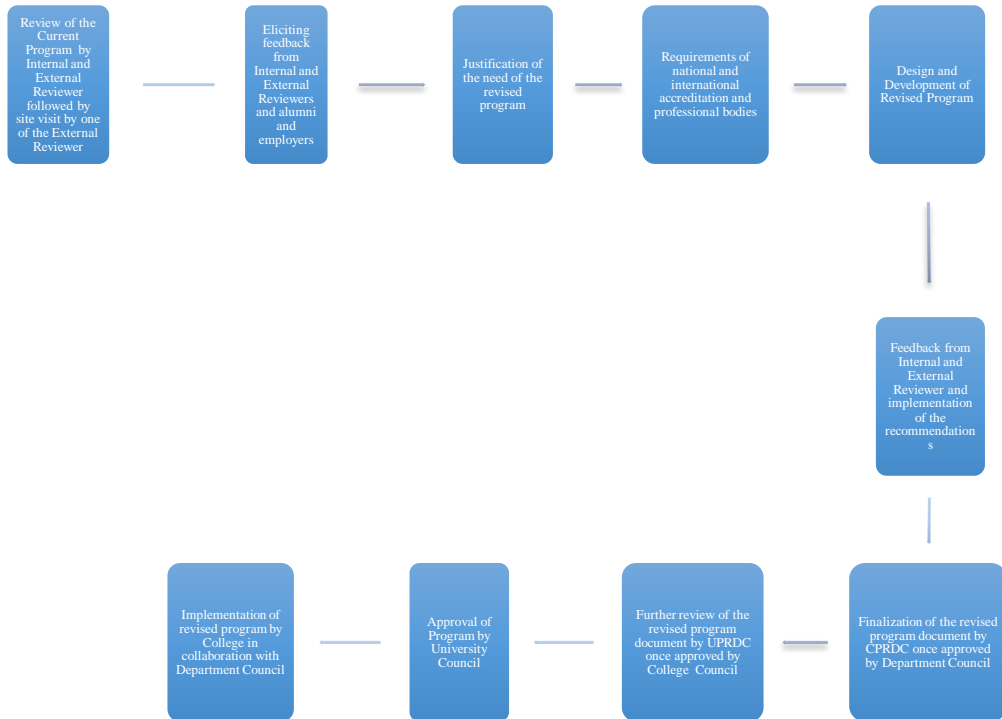 Review of the
Current
Program by
Internal and
External
Reviewer
followed by
site visit by one
of the External
Reviewer
Eliciting
feedback
from
Internal and
External
Reviewers
and alumni
and
employers
Justification of
the need of the
revised
program
Requirements of
national and
international
accreditation and
professional bodies
Design and
Development of
Revised Program
Feedback from
Internal and
External
Reviewer and
implementation
of the
recommendation
s
Finalization of the revised
program document by
CPRDC once approved
by Department Council
Further review of the
revised program
document by UPRDC
once approved by
College Council
Approval of
Program by
University
Council
Implementation of
revised program by
College in
collaboration with
Department Council